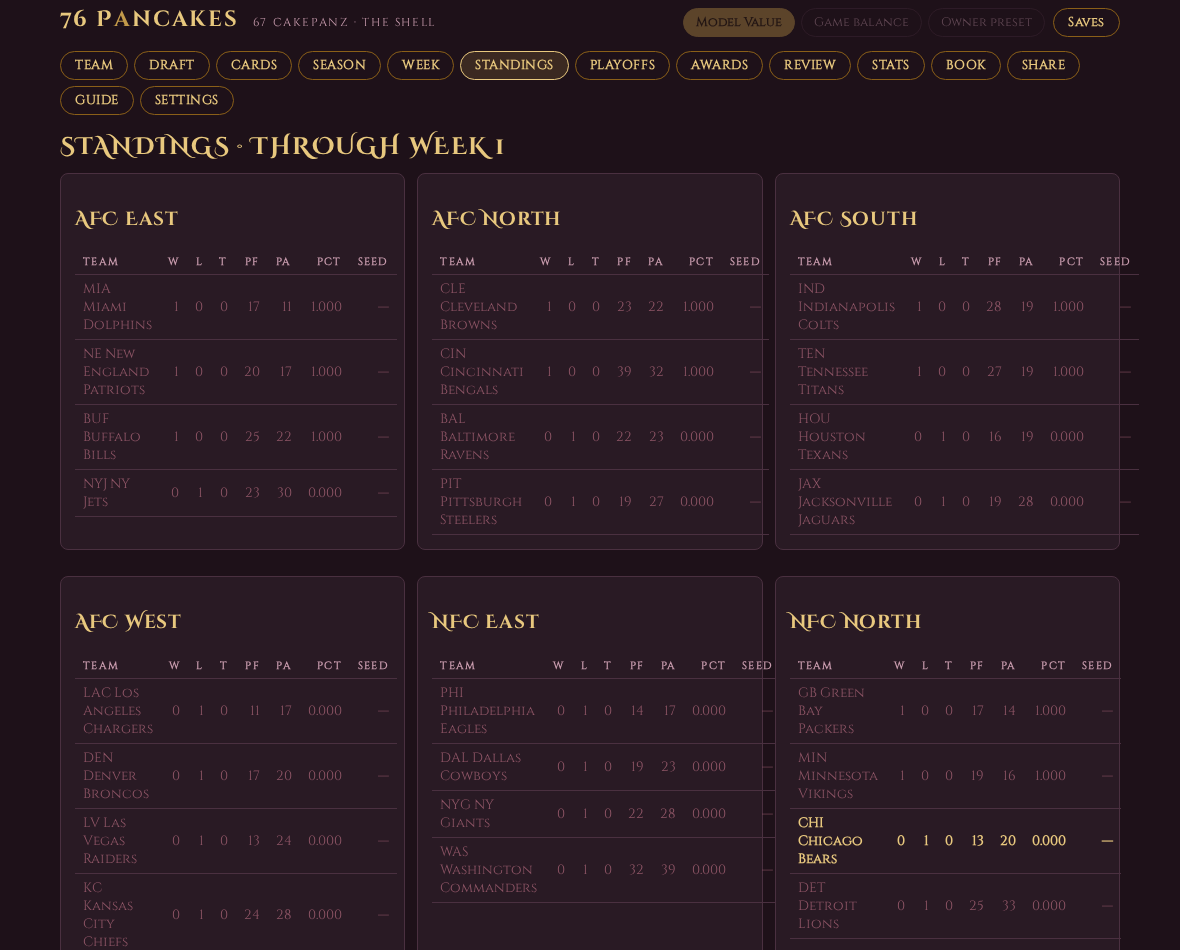 76 PANCAKES 67 CAKEPANZ · THE SHELL
Model Value Game balance Owner preset Saves
TEAM DRAFT CARDS SEASON WEEK STANDINGS PLAYOFFS AWARDS REVIEW STATS BOOK SHARE
GUIDE SETTINGS
STANDINGS · THROUGH WEEK 1
AFC East
TEAM W L T PF PA PCT SEED
MIA
Miami
Dolphins
1 0 0 17 11 1.000 —
NE New
England
Patriots
1 0 0 20 17 1.000 —
BUF
Buffalo
Bills
1 0 0 25 22 1.000 —
NYJ NY
Jets
0 1 0 23 30 0.000 —
AFC North
TEAM W L T PF PA PCT SEED
CLE
Cleveland
Browns
1 0 0 23 22 1.000 —
CIN
Cincinnati
Bengals
1 0 0 39 32 1.000 —
BAL
Baltimore
Ravens
0 1 0 22 23 0.000 —
PIT
Pittsburgh
Steelers
0 1 0 19 27 0.000 —
AFC South
TEAM W L T PF PA PCT SEED
IND
Indianapolis
Colts
1 0 0 28 19 1.000 —
TEN
Tennessee
Titans
1 0 0 27 19 1.000 —
HOU
Houston
Texans
0 1 0 16 19 0.000 —
JAX
Jacksonville
Jaguars
0 1 0 19 28 0.000 —
AFC West
TEAM W L T PF PA PCT SEED
LAC Los
Angeles
Chargers
0 1 0 11 17 0.000 —
DEN
Denver
Broncos
0 1 0 17 20 0.000 —
LV Las
Vegas
Raiders
0 1 0 13 24 0.000 —
KC
Kansas
City
Chiefs
0 1 0 24 28 0.000 —
NFC East
TEAM W L T PF PA PCT SEED
PHI
Philadelphia
Eagles
0 1 0 14 17 0.000 —
DAL Dallas
Cowboys
0 1 0 19 23 0.000 —
NYG NY
Giants
0 1 0 22 28 0.000 —
WAS
Washington
Commanders
0 1 0 32 39 0.000 —
NFC North
TEAM W L T PF PA PCT SEED
GB Green
Bay
Packers
1 0 0 17 14 1.000 —
MIN
Minnesota
Vikings
1 0 0 19 16 1.000 —
CHI
Chicago
Bears
0 1 0 13 20 0.000 —
DET
Detroit
Lions
0 1 0 25 33 0.000 —